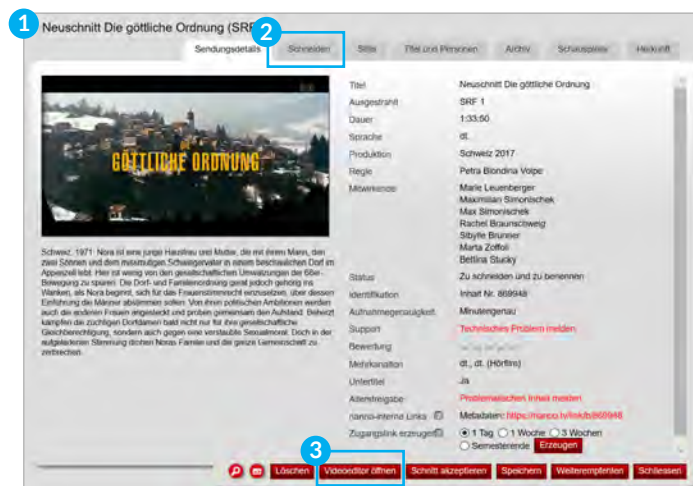 1
Neuschnitt Die göttliche Ordnung (SRF
2
Sendungsdetails Schneiden Stills Titel und Personen Archiv Schauspieler Herkunft
DIE
GÖTTLICHE ORDNUNG
Schweiz, 1971: Nora ist eine junge Hausfrau und Mutter, die mit ihrem Mann, den
zwei Söhnen und dem missmutigen Schwiegervater in einem beschaulichen Dorf im
Appenzell lebt. Hier ist wenig von den gesellschaftlichen Umwälzungen der 68er-
Bewegung zu spüren. Die Dorf- und Familienordnung gerät jedoch gehörig ins
Wanken, als Nora beginnt, sich für das Frauenstimmrecht einzusetzen, über dessen
Einführung die Männer abstimmen sollen. Von ihren politischen Ambitionen werden
auch die anderen Frauen angesteckt und proben gemeinsam den Aufstand. Beherzt
kämpfen die züchtigen Dorfdamen bald nicht nur für ihre gesellschaftliche
Gleichberechtigung, sondern auch gegen eine verstaubte Sexualmoral. Doch in der
aufgeladenen Stimmung drohen Noras Familie und die ganze Gemeinschaft zu
zerbrechen.
Titel Neuschnitt Die göttliche Ordnung
Ausgestrahlt SRF 1
Dauer 1:33:50
Sprache dt.
Produktion Schweiz 2017
Regie Petra Biondina Volpe
Mitwirkende Marie Leuenberger
Maximilian Simonischek
Max Simonischek
Rachel Braunschweig
Sibylle Brunner
Marta Zoffoli
Bettina Stucky
Status Zu schneiden und zu benennen
Identifikation Inhalt Nr. 869948
Aufnahmegenauigkeit Minutengenau
Support Technisches Problem melden
Bewertung
Mehrkanalton dt., dt. (Hörfilm)
Untertitel Ja
Altersfreigabe Problematischen Inhalt melden
nanoo-interne Links Metadaten: https://nanoo.tv/link/b/869948
Zugangslink erzeugen 1 Tag 1 Woche 3 Wochen
Semesterende Erzeugen
3
Löschen Videoeditor öffnen Schnitt akzeptieren Speichern Weiterempfehlen Schliessen